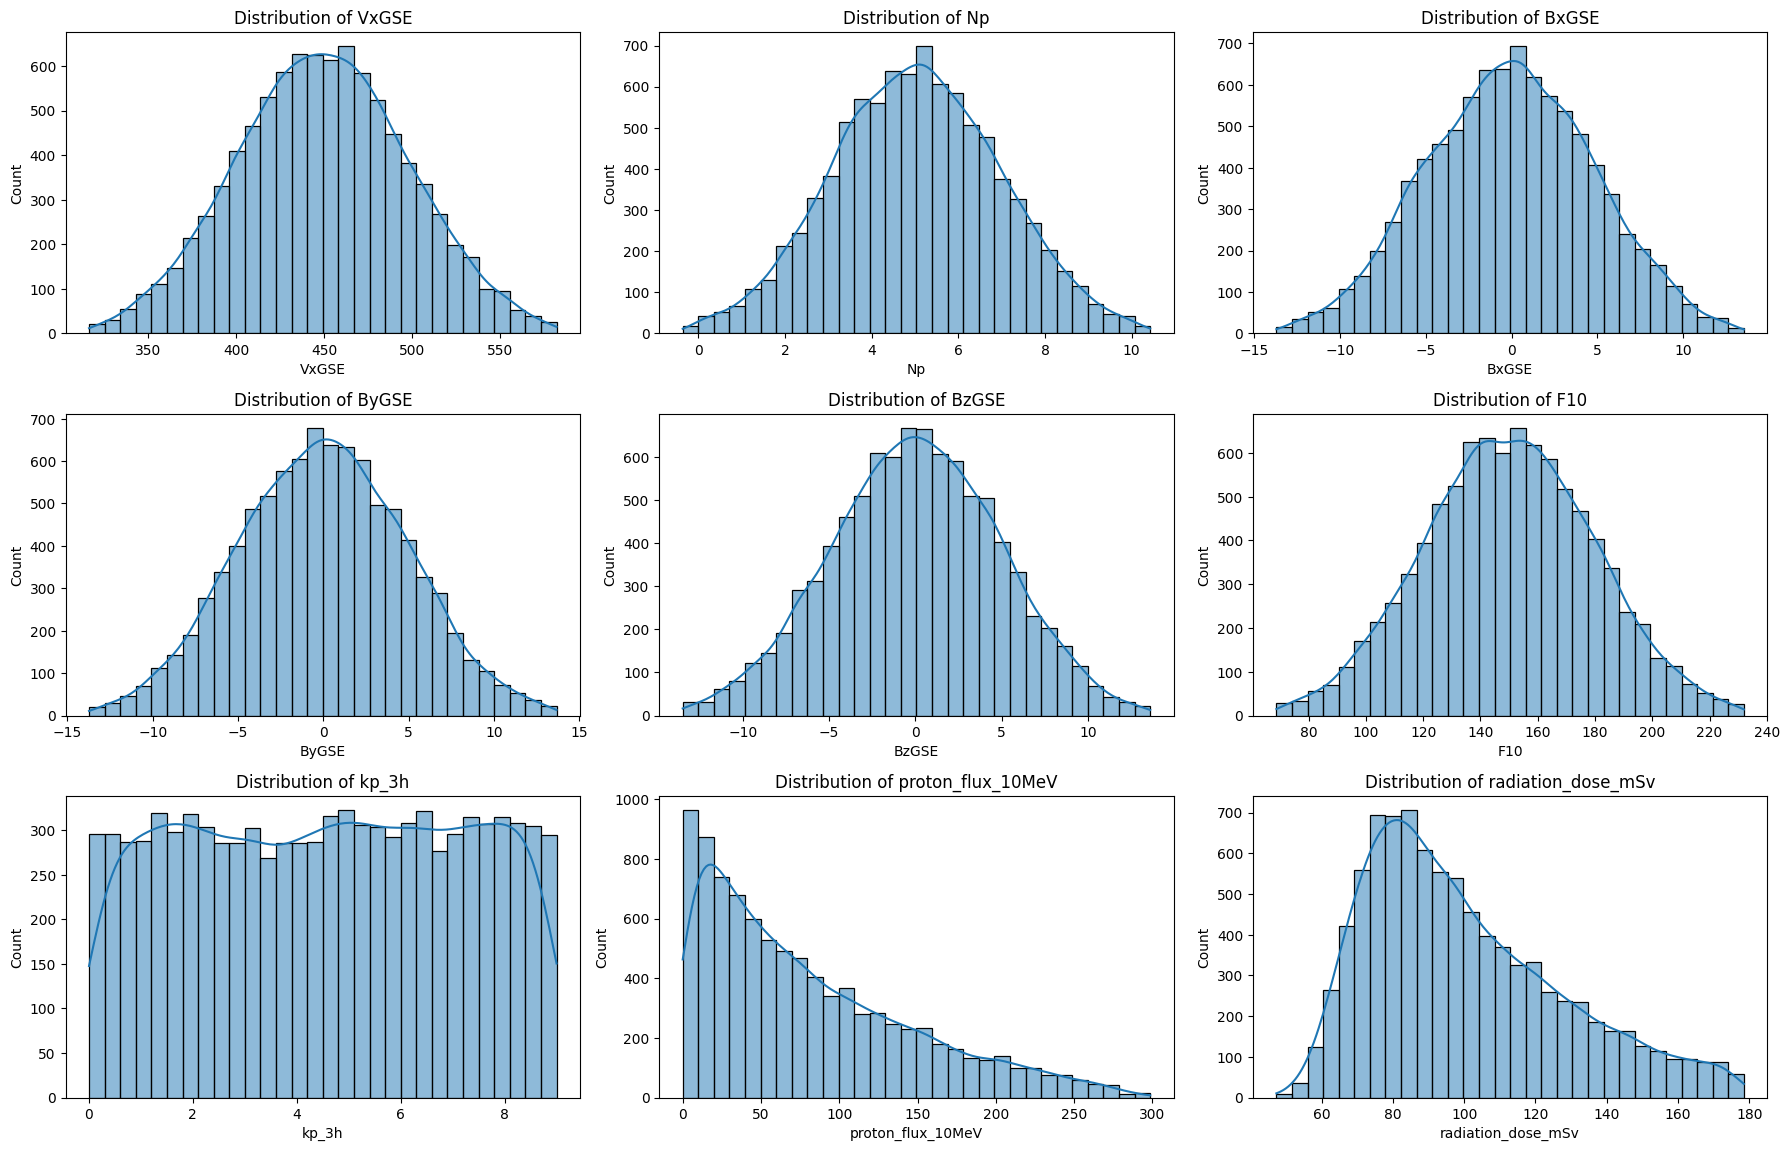 Distribution of VxGSE
Count
0 100 200 300 400 500 600
350 400 450 500 550
VxGSE
Distribution of Np
Count
0 100 200 300 400 500 600 700
0 2 4 6 8 10
Np
Distribution of BxGSE
Count
0 100 200 300 400 500 600 700
−15 −10 −5 0 5 10
BxGSE
Distribution of ByGSE
Count
0 100 200 300 400 500 600 700
−15 −10 −5 0 5 10 15
ByGSE
Distribution of BzGSE
Count
0 100 200 300 400 500 600
−10 −5 0 5 10
BzGSE
Distribution of F10
Count
0 100 200 300 400 500 600
80 100 120 140 160 180 200 220 240
F10
Distribution of kp_3h
Count
0 50 100 150 200 250 300
0 2 4 6 8
kp_3h
Distribution of proton_flux_10MeV
Count
0 200 400 600 800 1000
0 50 100 150 200 250 300
proton_flux_10MeV
Distribution of radiation_dose_mSv
Count
0 100 200 300 400 500 600 700
60 80 100 120 140 160 180
radiation_dose_mSv